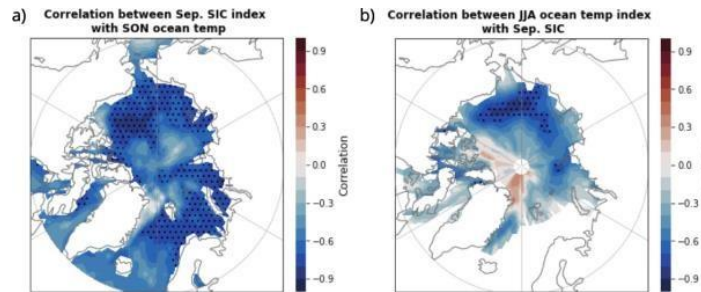 a)
Correlation between Sep. SIC index
with SON ocean temp
0.9
0.6
0.3
0.0
−0.3
−0.6
−0.9
Correlation
b)
Correlation between JJA ocean temp index
with Sep. SIC
0.9
0.6
0.3
0.0
−0.3
−0.6
−0.9